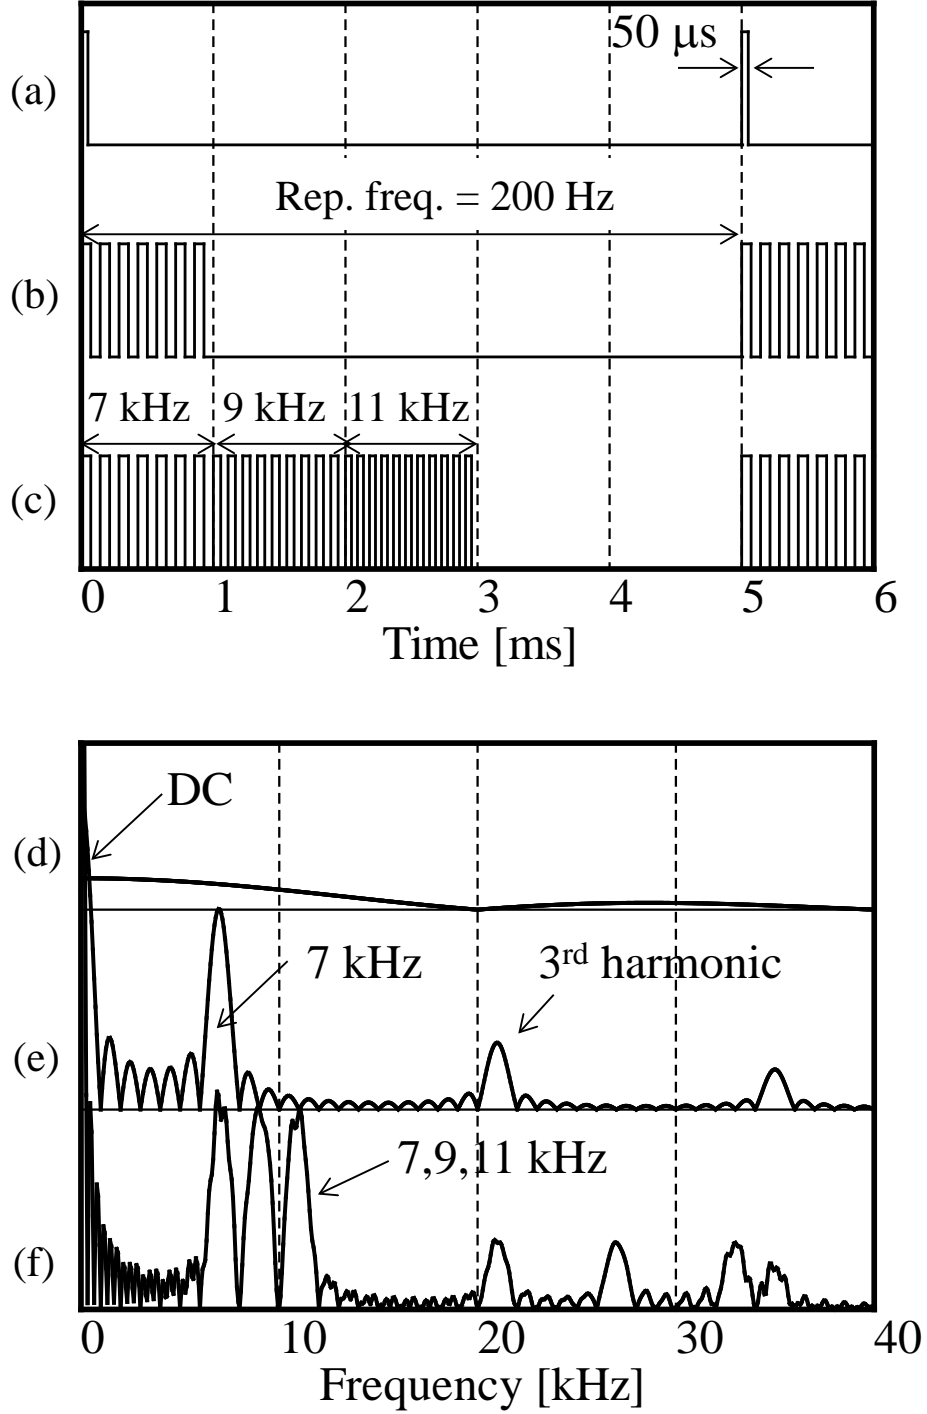 50 μs
(a)
Rep. freq. = 200 Hz
(b)
7 kHz 9 kHz 11 kHz
(c)
0 1 2 3 4 5 6
Time [ms]
DC
(d)
7 kHz 3rd harmonic
(e)
7,9,11 kHz
(f)
0 10 20 30 40
Frequency [kHz]